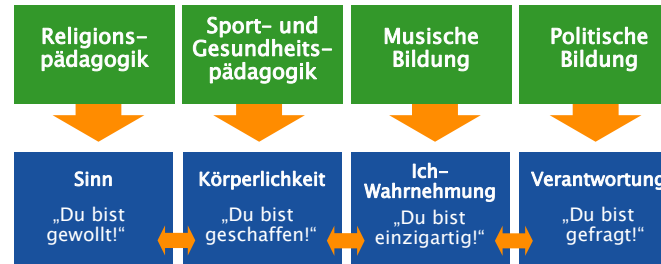 Religions-
pädagogik
Sport- und
Gesundheits-
pädagogik
Musische
Bildung
Politische
Bildung
Sinn
„Du bist
gewollt!“
Körperlichkeit
„Du bist
geschaffen!“
Ich-
Wahrnehmung
„Du bist
einzigartig!“
Verantwortung
„Du bist
gefragt!“